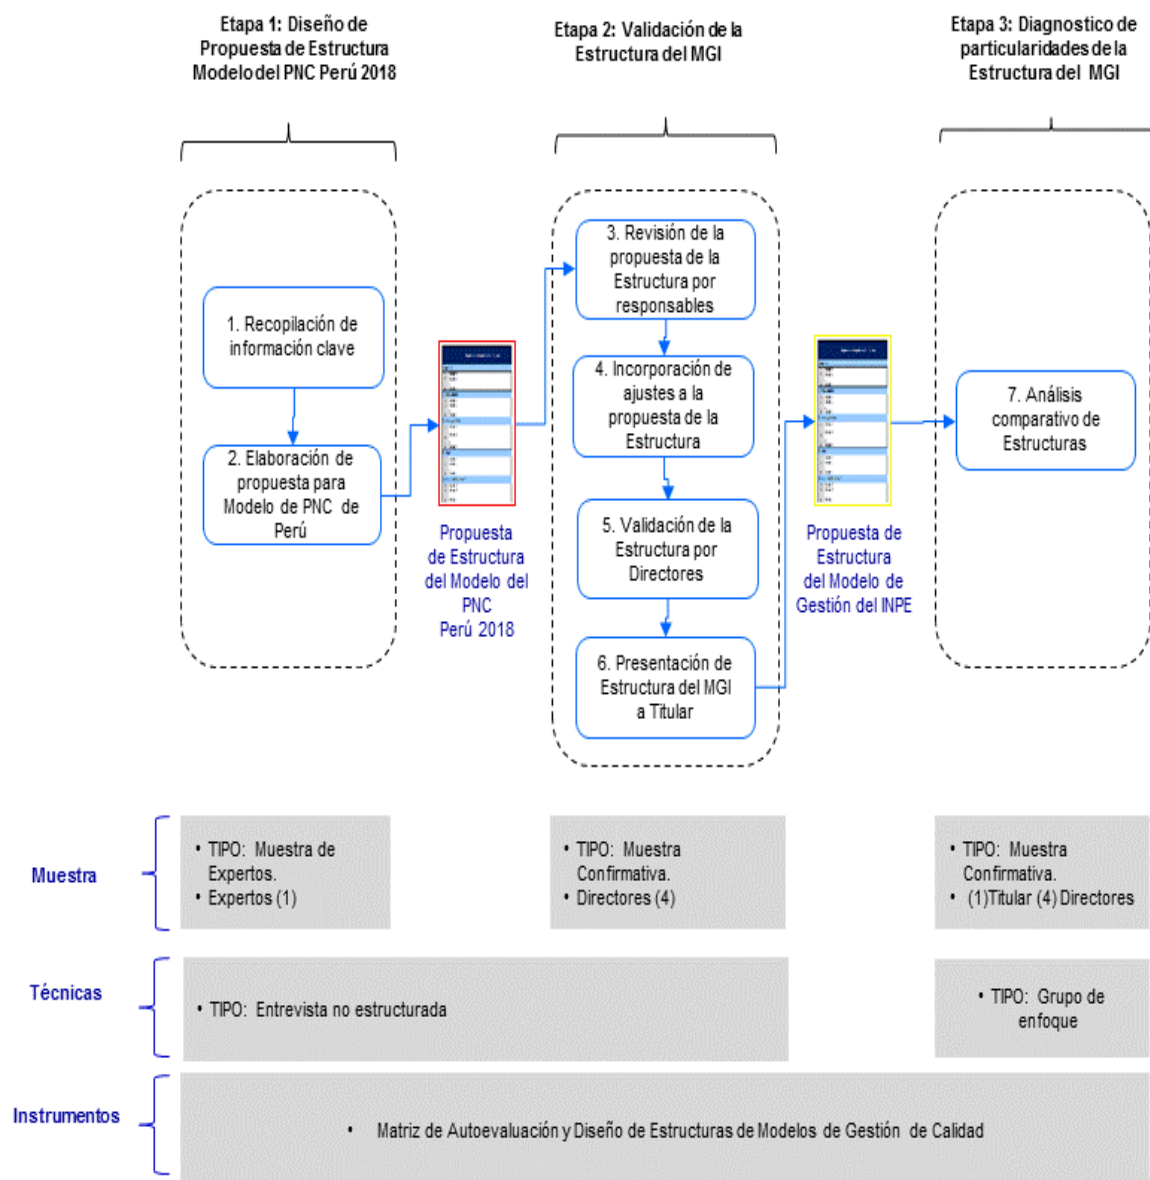 Etapa 1: Diseño de
Propuesta de Estructura
Modelo del PNC Perú 2018
Etapa 2: Validación de la
Estructura del MGI
Etapa 3: Diagnostico de
particularidades de la
Estructura del MGI
1. Recopilación de
información clave
2. Elaboración de
propuesta para
Modelo de PNC de
Perú
Propuesta
de Estructura
del Modelo del
PNC
Perú 2018
3. Revisión de la
propuesta de la
Estructura por
responsables
4. Incorporación de
ajustes a la
propuesta de la
Estructura
5. Validación de la
Estructura por
Directores
6. Presentación de
Estructura del MGI
a Titular
Propuesta de
Estructura
del Modelo de
Gestión del INPE
7. Análisis
comparativo de
Estructuras
Muestra
• TIPO: Muestra de
Expertos.
• Expertos (1)
• TIPO: Muestra
Confirmativa.
• Directores (4)
• TIPO: Muestra
Confirmativa.
• (1)Titular (4) Directores
Técnicas
• TIPO: Entrevista no estructurada
• TIPO: Grupo de
enfoque
Instrumentos
• Matriz de Autoevaluación y Diseño de Estructuras de Modelos de Gestión de Calidad